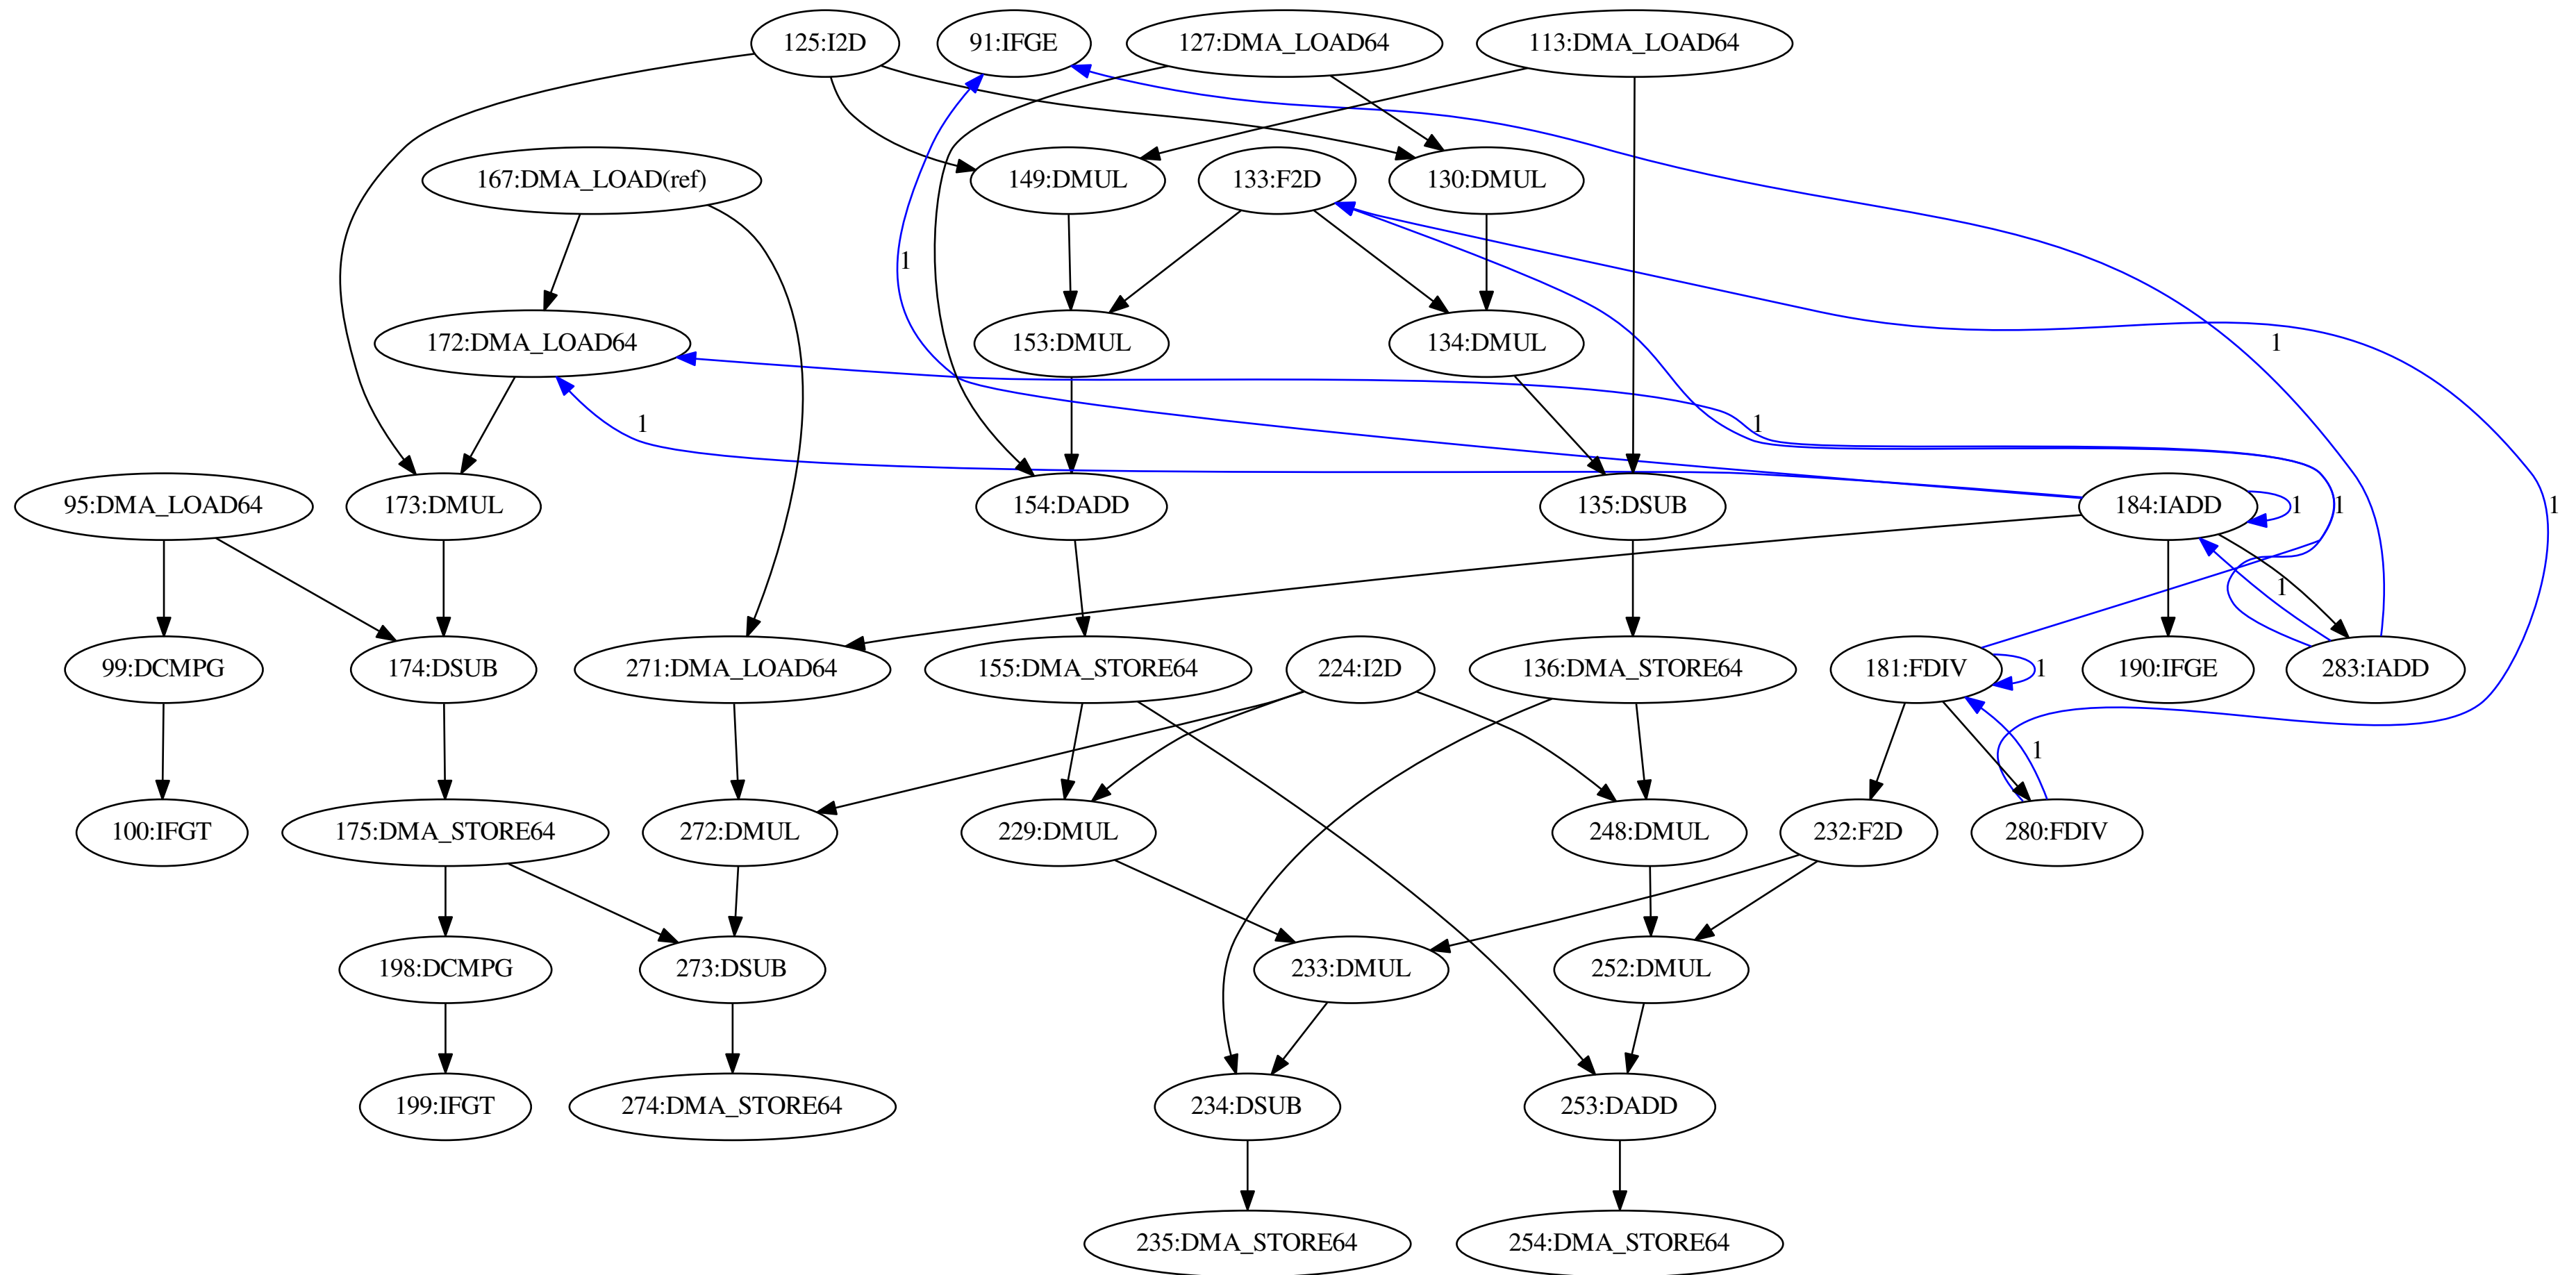 125:I2D
91:IFGE
127:DMA_LOAD64
113:DMA_LOAD64
167:DMA_LOAD(ref)
149:DMUL
133:F2D
130:DMUL
1
172:DMA_LOAD64
153:DMUL
134:DMUL
1
1
1
95:DMA_LOAD64
173:DMUL
154:DADD
135:DSUB
184:IADD
1
1
1
1
99:DCMPG
174:DSUB
271:DMA_LOAD64
155:DMA_STORE64
224:I2D
136:DMA_STORE64
181:FDIV
1
190:IFGE
283:IADD
1
100:IFGT
175:DMA_STORE64
272:DMUL
229:DMUL
248:DMUL
232:F2D
280:FDIV
198:DCMPG
273:DSUB
233:DMUL
252:DMUL
199:IFGT
274:DMA_STORE64
234:DSUB
253:DADD
235:DMA_STORE64
254:DMA_STORE64